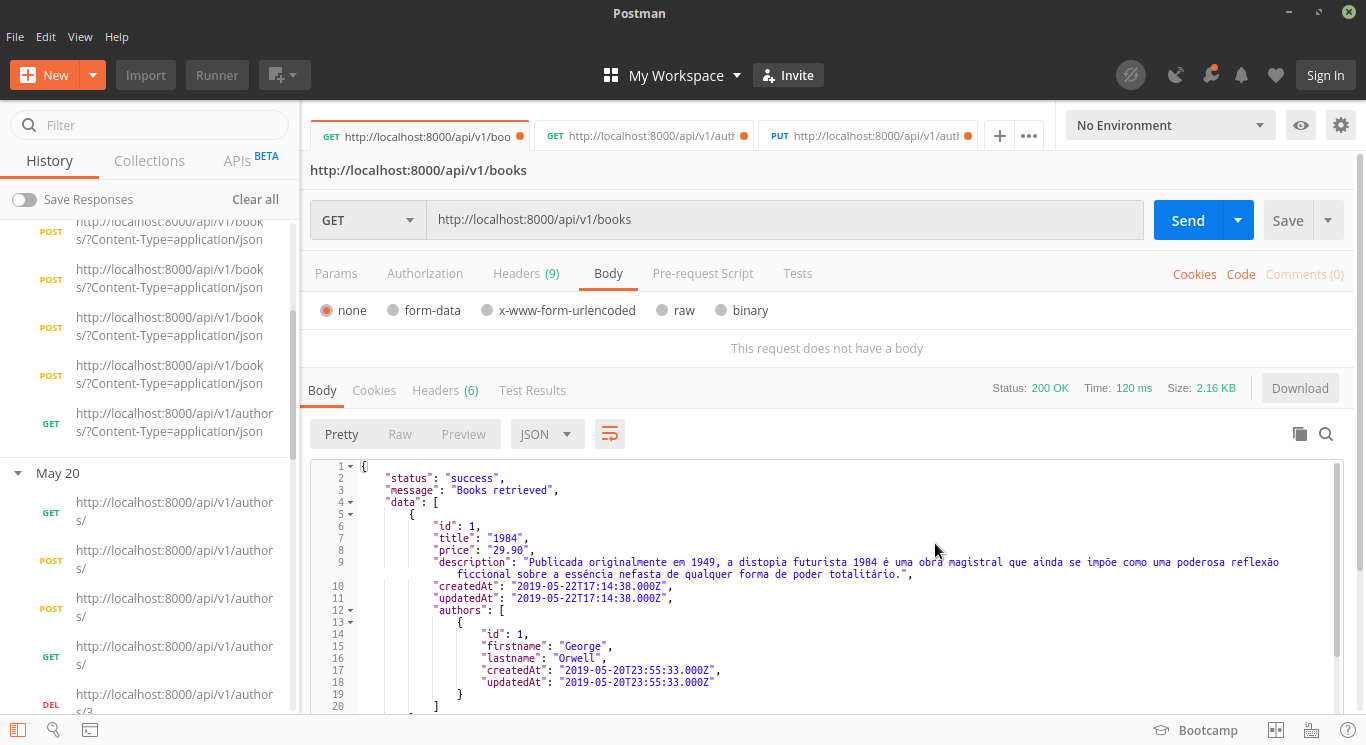 Postman
File Edit View Help
New Import Runner My Workspace Invite Sign In
Filter
History Collections APIs BETA
Save Responses Clear all
http://localhost:8000/api/v1/book
POST s/?Content-Type=application/json
http://localhost:8000/api/v1/book
POST s/?Content-Type=application/json
http://localhost:8000/api/v1/book
POST s/?Content-Type=application/json
http://localhost:8000/api/v1/book
POST s/?Content-Type=application/json
http://localhost:8000/api/v1/author
GET s/?Content-Type=application/json
May 20
http://localhost:8000/api/v1/author
GET s/
http://localhost:8000/api/v1/author
POST s/
http://localhost:8000/api/v1/author
POST s/
http://localhost:8000/api/v1/author
GET s/
http://localhost:8000/api/v1/author
DEL s/3
GET http://localhost:8000/api/v1/boo GET http://localhost:8000/api/v1/auth PUT http://localhost:8000/api/v1/auth
No Environment
http://localhost:8000/api/v1/books
GET http://localhost:8000/api/v1/books Send Save
Params Authorization Headers (9) Body Pre-request Script Tests Cookies Code Comments (0)
none form-data x-www-form-urlencoded raw binary
This request does not have a body
Body Cookies Headers (6) Test Results Status: 200 OK Time: 120 ms Size: 2.16 KB Download
Pretty Raw Preview JSON
1 {
2 "status": "success",
3 "message": "Books retrieved",
4 "data": [
5 {
6 "id": 1,
7 "title": "1984",
8 "price": "29.90",
9 "description": "Publicada originalmente em 1949, a distopia futurista 1984 é uma obra magistral que ainda se impõe como uma poderosa reflexão
ficcional sobre a essência nefasta de qualquer forma de poder totalitário.",
10 "createdAt": "2019-05-22T17:14:38.000Z",
11 "updatedAt": "2019-05-22T17:14:38.000Z",
12 "authors": [
13 {
14 "id": 1,
15 "firstname": "George",
16 "lastname": "Orwell",
17 "createdAt": "2019-05-20T23:55:33.000Z",
18 "updatedAt": "2019-05-20T23:55:33.000Z"
19 }
20 ]
Bootcamp